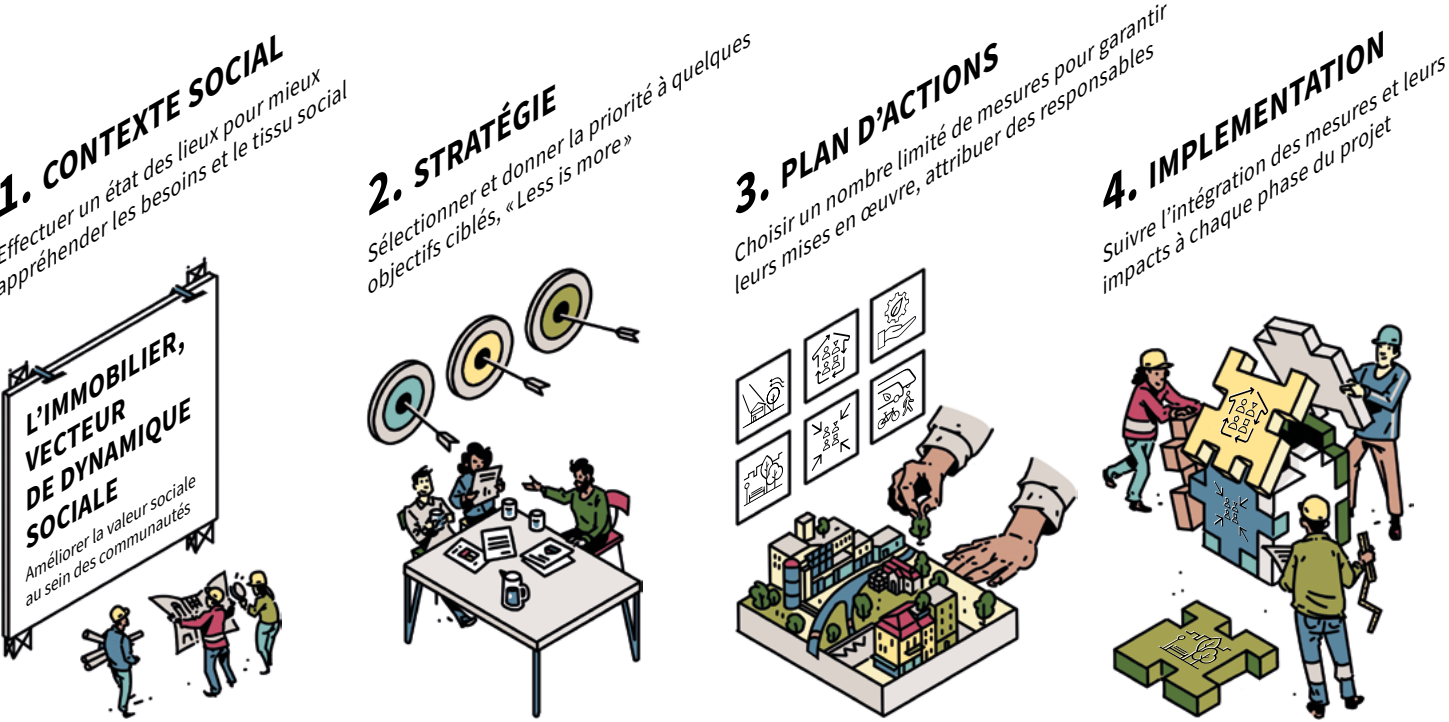 1. CONTEXTE SOCIAL
Effectuer un état des lieux pour mieux
appréhender les besoins et le tissu social
L'IMMOBILIER,
VECTEUR
DE DYNAMIQUE
SOCIALE
Améliorer la valeur sociale
au sein des communautés
2. STRATÉGIE
Sélectionner et donner la priorité à quelques
objectifs ciblés, «Less is more»
3. PLAN D'ACTIONS
Choisir un nombre limité de mesures pour garantir
leurs mises en œuvre, attribuer des responsables
4. IMPLEMENTATION
Suivre l'intégration des mesures et leurs
impacts à chaque phase du projet